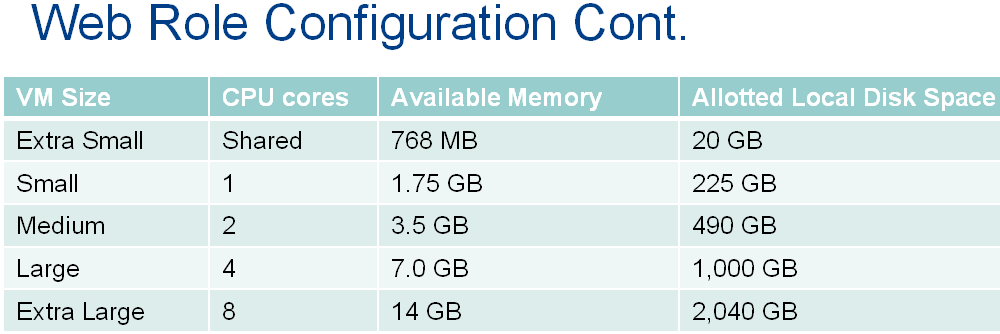 Web Role Configuration Cont.
VM Size CPU cores Available Memory Allotted Local Disk Space
Extra Small Shared 768 MB 20 GB
Small 1 1.75 GB 225 GB
Medium 2 3.5 GB 490 GB
Large 4 7.0 GB 1,000 GB
Extra Large 8 14 GB 2,040 GB